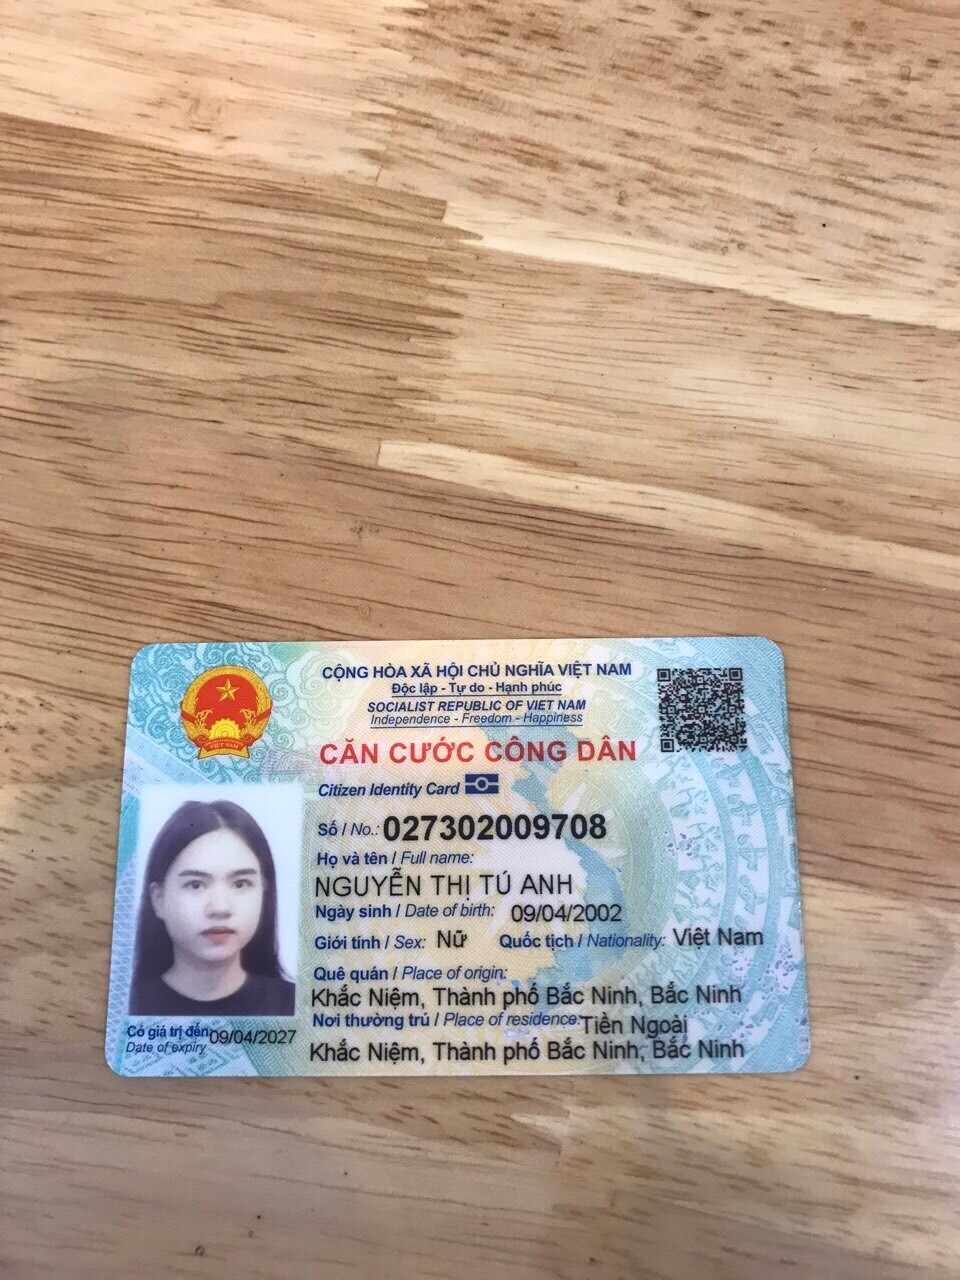 CỘNG HÒA XÃ HỘI CHỦ NGHĨA VIỆT NAM
Độc lập - Tự do - Hạnh phúc
SOCIALIST REPUBLIC OF VIET NAM
Independence - Freedom - Happiness
CĂN CƯỚC CÔNG DÂN
Citizen Identity Card
Số / No.: 027302009708
Họ và tên / Full name:
NGUYỄN THỊ TÚ ANH
Ngày sinh / Date of birth: 09/04/2002
Giới tính / Sex: Nữ Quốc tịch / Nationality: Việt Nam
Quê quán / Place of origin:
Khắc Niệm, Thành phố Bắc Ninh, Bắc Ninh
Nơi thường trú / Place of residence: Tiền Ngoài
Khắc Niệm, Thành phố Bắc Ninh, Bắc Ninh
Có giá trị đến: 09/04/2027
Date of expiry
VIỆT NAM